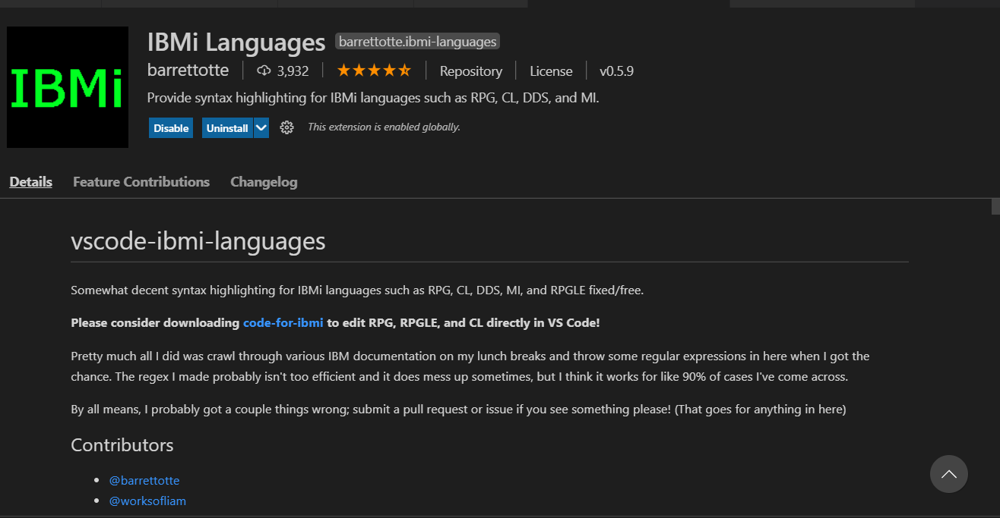 IBMi
IBMi Languages barrettotte.ibmi-languages
barrettotte 3,932 Repository License v0.5.9
Provide syntax highlighting for IBMi languages such as RPG, CL, DDS, and MI.
Disable Uninstall This extension is enabled globally.
Details Feature Contributions Changelog
vscode-ibmi-languages
Somewhat decent syntax highlighting for IBMi languages such as RPG, CL, DDS, MI, and RPGLE fixed/free.
Please consider downloading code-for-ibmi to edit RPG, RPGLE, and CL directly in VS Code!
Pretty much all I did was crawl through various IBM documentation on my lunch breaks and throw some regular expressions in here when I got the
chance. The regex I made probably isn't too efficient and it does mess up sometimes, but I think it works for like 90% of cases I've come across.
By all means, I probably got a couple things wrong; submit a pull request or issue if you see something please! (That goes for anything in here)
Contributors
• @barrettotte
• @worksofliam